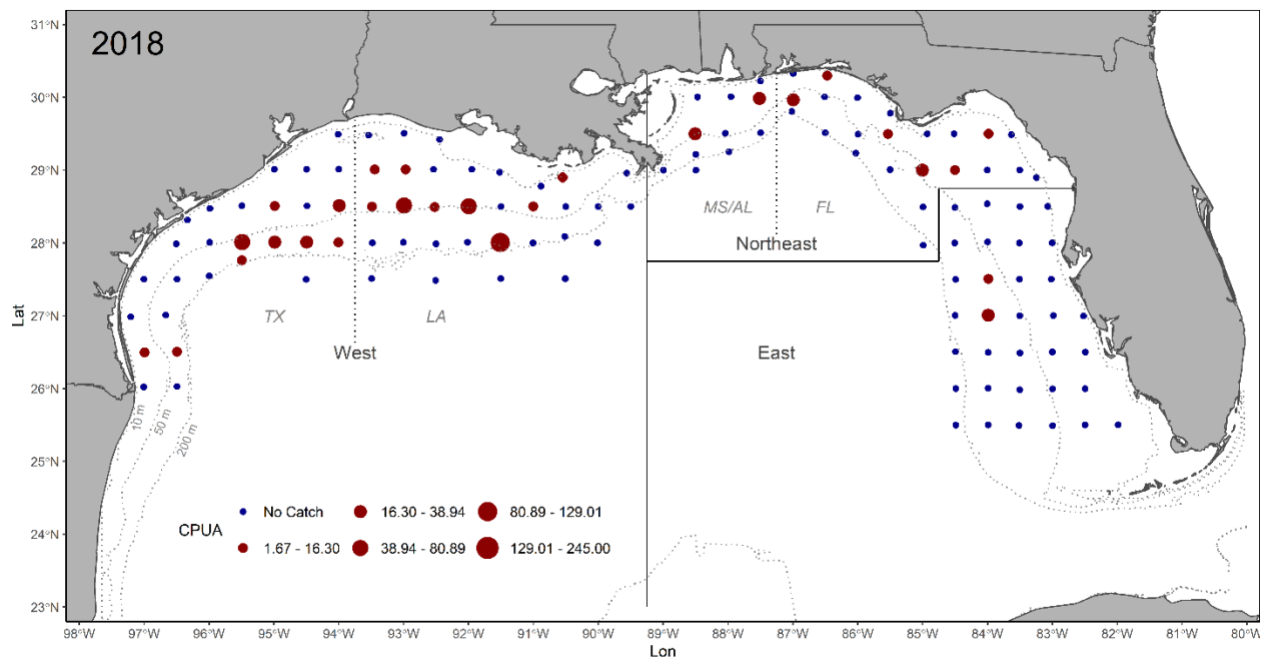 2018
31°N
30°N
29°N
28°N
27°N
26°N
25°N
24°N
23°N
Lat
MS/AL FL
Northeast
TX LA
West
East
10 m
50 m
200 m
CPUA
No Catch 16.30 - 38.94 80.89 - 129.01
1.67 - 16.30 38.94 - 80.89 129.01 - 245.00
98°W 97°W 96°W 95°W 94°W 93°W 92°W 91°W 90°W 89°W 88°W 87°W 86°W 85°W 84°W 83°W 82°W 81°W 80°W
Lon